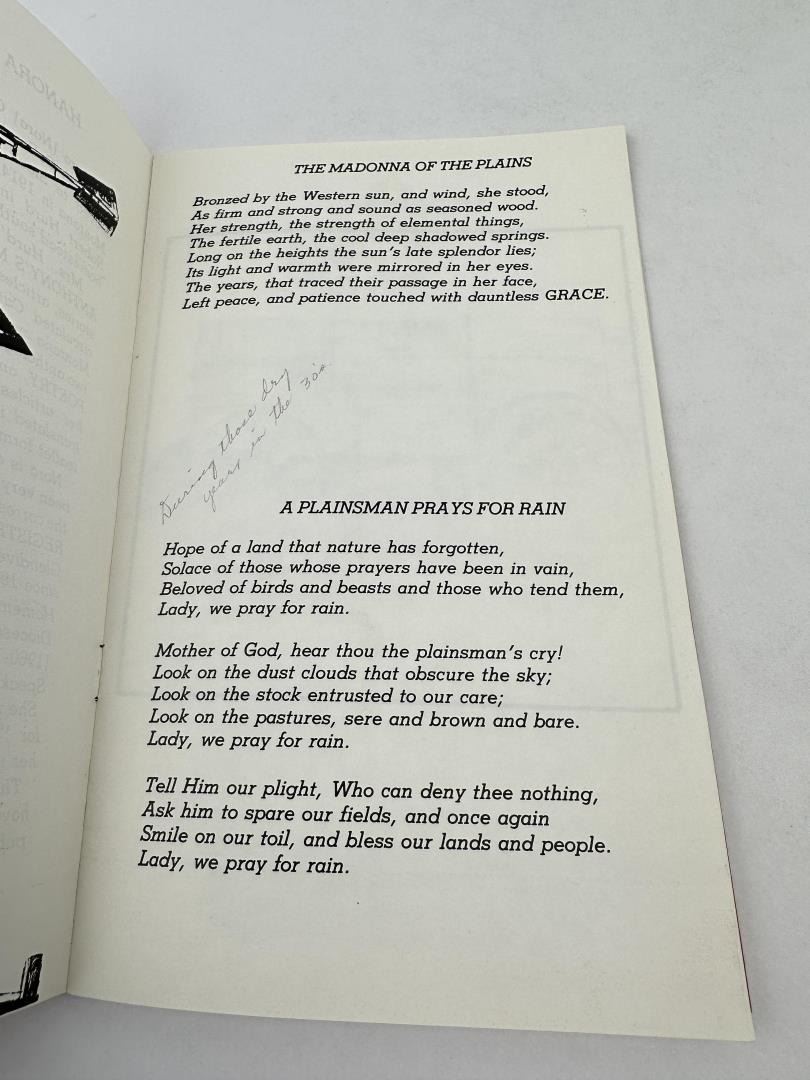 HANORA
THE MADONNA OF THE PLAINS
Bronzed by the Western sun, and wind, she stood,
As firm and strong and sound as seasoned wood.
Her strength, the strength of elemental things,
The fertile earth, the cool deep shadowed springs.
Long on the heights the sun's late splendor lies;
Its light and warmth were mirrored in her eyes.
The years, that traced their passage in her face,
Left peace, and patience touched with dauntless GRACE.
During those dry
years in the 30's
A PLAINSMAN PRAYS FOR RAIN
Hope of a land that nature has forgotten,
Solace of those whose prayers have been in vain,
Beloved of birds and beasts and those who tend them,
Lady, we pray for rain.
Mother of God, hear thou the plainsman's cry!
Look on the dust clouds that obscure the sky;
Look on the stock entrusted to our care;
Look on the pastures, sere and brown and bare.
Lady, we pray for rain.
Tell Him our plight, Who can deny thee nothing,
Ask him to spare our fields, and once again
Smile on our toil, and bless our lands and people.
Lady, we pray for rain.